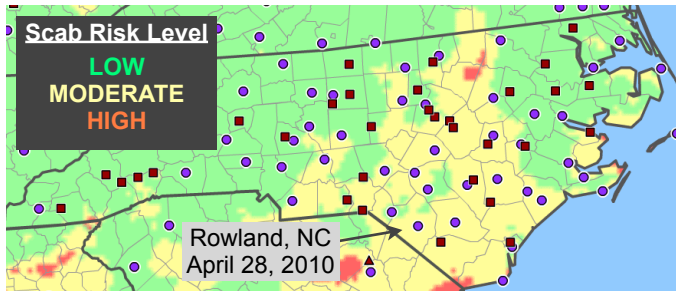 Scab Risk Level
LOW
MODERATE
HIGH
Rowland, NC
April 28, 2010